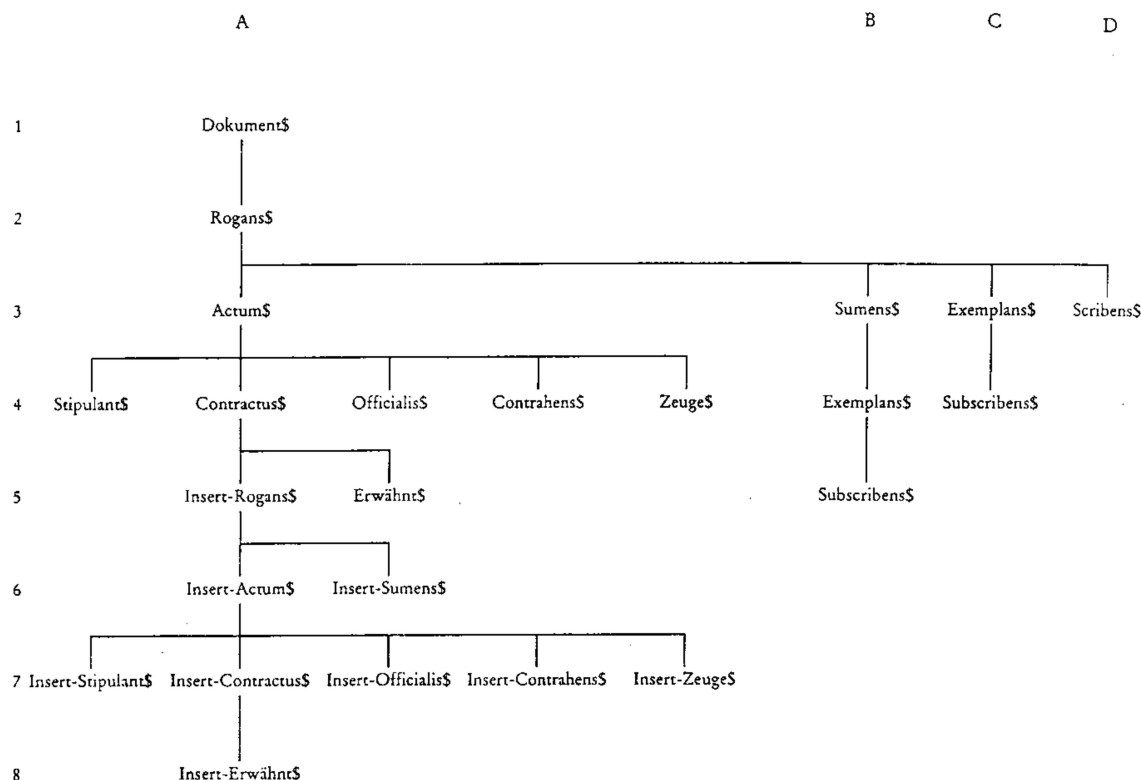 A B C D
1 Dokument$
2 Rogans$
3 Actum$ Sumens$ Exemplans$ Scribens$
4 Stipulant$ Contractus$ Officialis$ Contrahens$ Zeuge$ Exemplans$ Subscribens$
5 Insert-Rogans$ Erwähnt$ Subscribens$
6 Insert-Actum$ Insert-Sumens$
7 Insert-Stipulant$ Insert-Contractus$ Insert-Officialis$ Insert-Contrahens$ Insert-Zeuge$
8 Insert-Erwähnt$